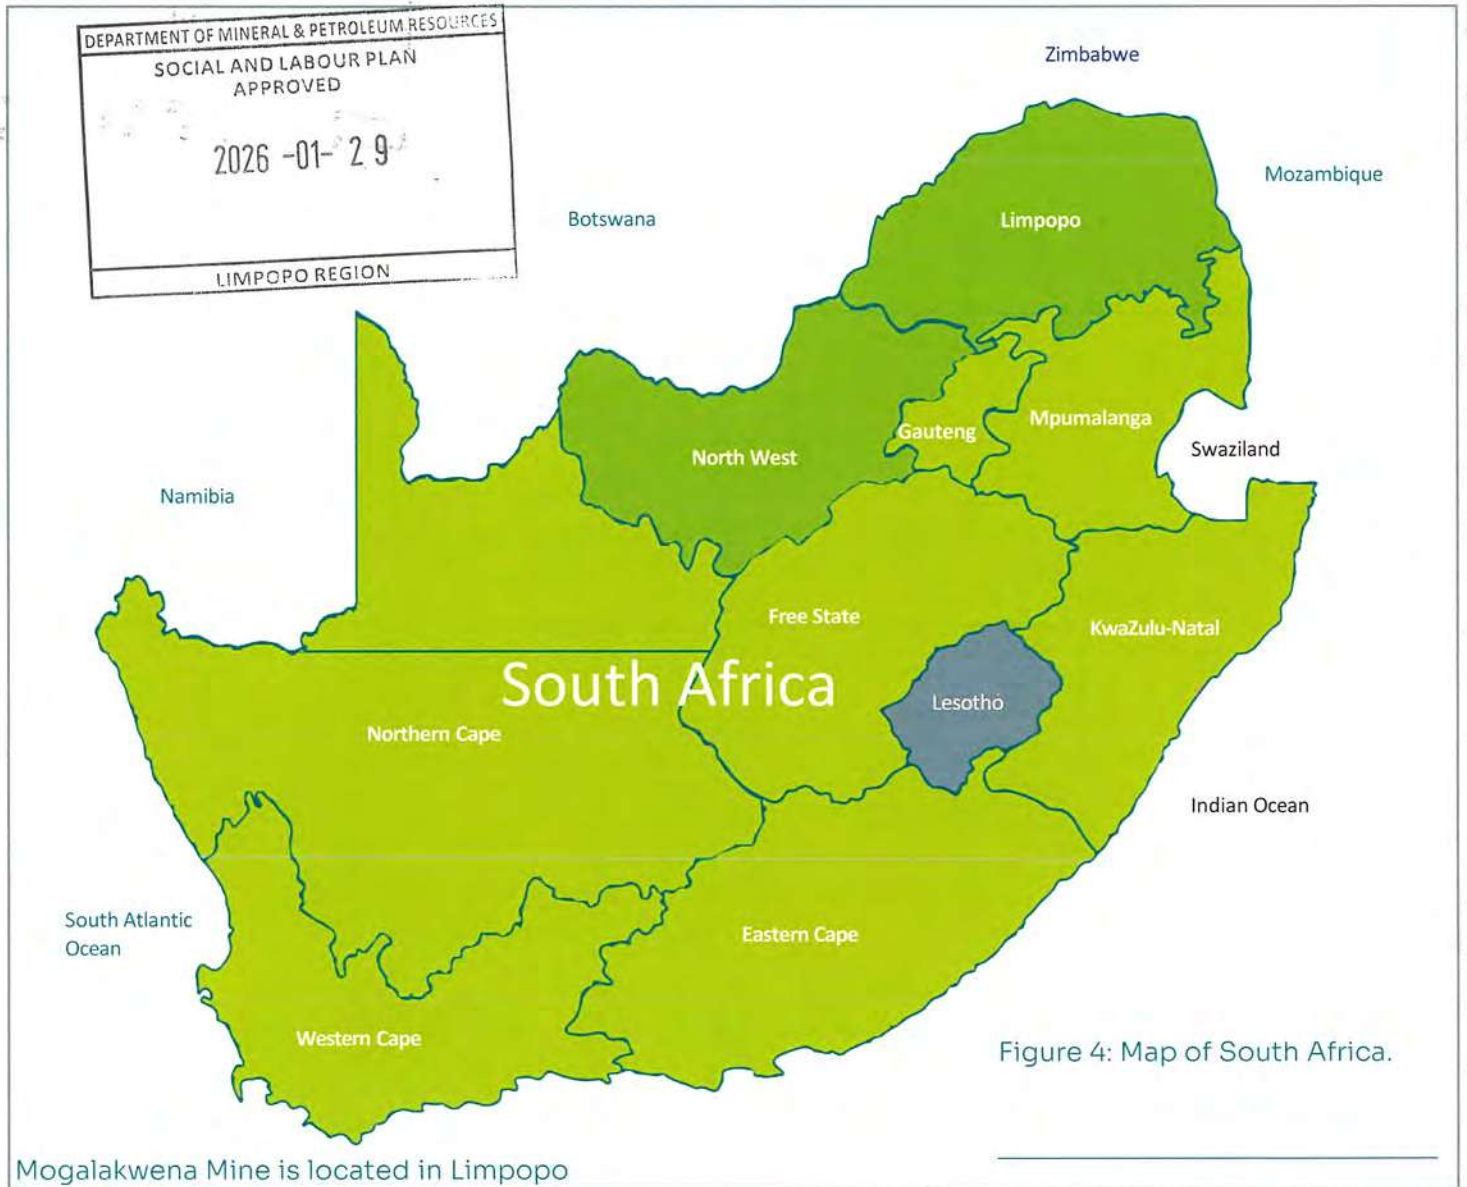 DEPARTMENT OF MINERAL & PETROLEUM RESOURCES
SOCIAL AND LABOUR PLAN
APPROVED
2026 -01- 29
LIMPOPO REGION
Zimbabwe
Mozambique
Botswana
Limpopo
Mpumalanga
Gauteng
Swaziland
North West
Namibia
Free State
KwaZulu-Natal
South Africa
Lesotho
Northern Cape
Indian Ocean
South Atlantic
Ocean
Eastern Cape
Western Cape
Figure 4: Map of South Africa.
Mogalakwena Mine is located in Limpopo